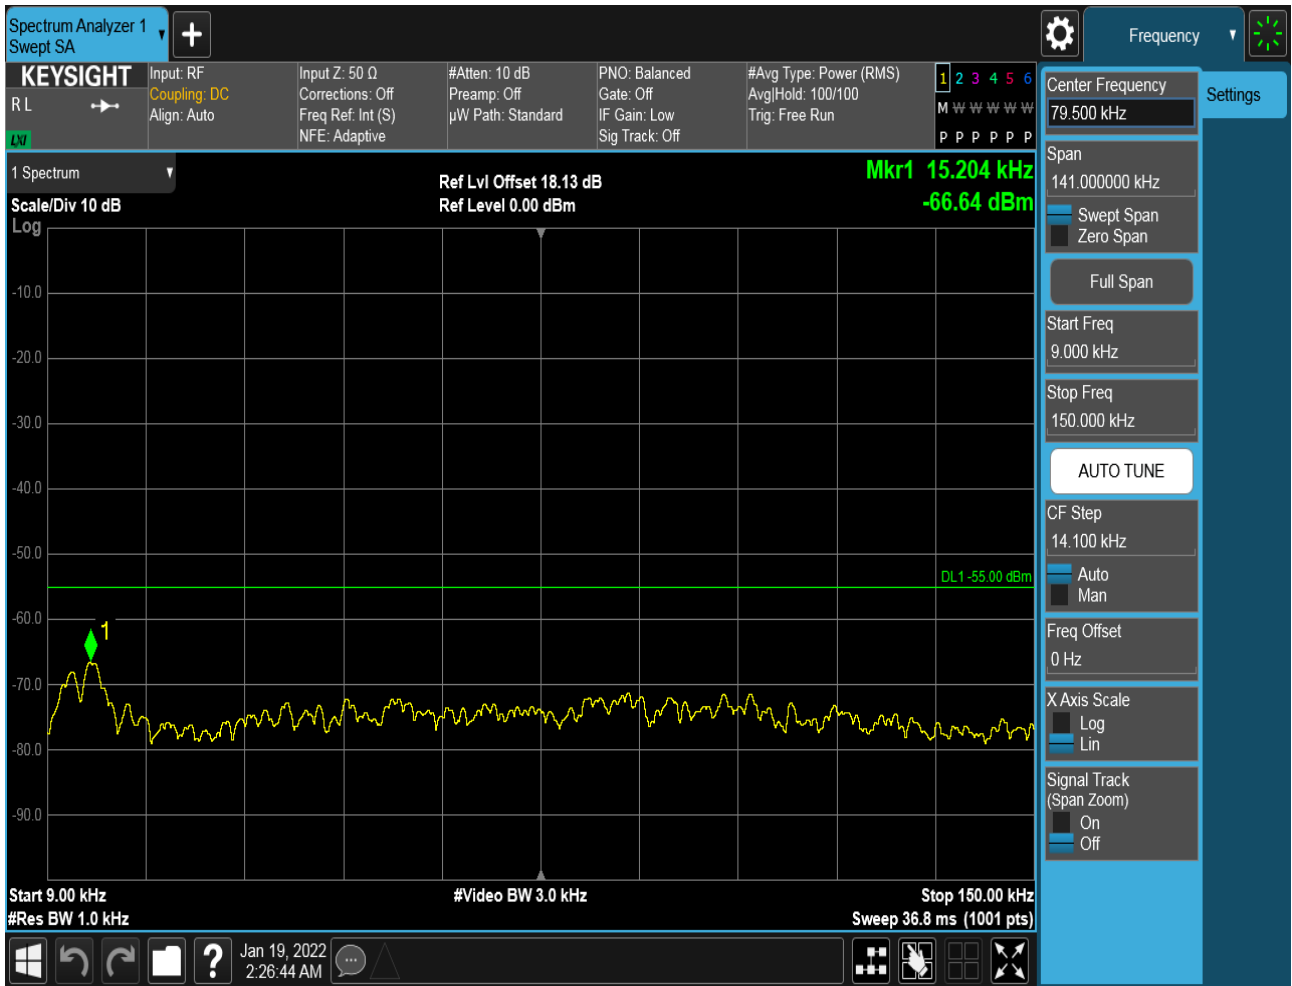 Spectrum Analyzer 1
Swept SA
Frequency
KEYSIGHT
R L
LXI
Input: RF
Coupling: DC
Align: Auto
Input Z: 50 Ω
Corrections: Off
Freq Ref: Int (S)
NFE: Adaptive
#Atten: 10 dB
Preamp: Off
µW Path: Standard
PNO: Balanced
Gate: Off
IF Gain: Low
Sig Track: Off
#Avg Type: Power (RMS)
Avg|Hold: 100/100
Trig: Free Run
1 2 3 4 5 6
M W W W W W
P P P P P P
1 Spectrum
Scale/Div 10 dB
Log
Ref Lvl Offset 18.13 dB
Ref Level 0.00 dBm
Mkr1 15.204 kHz
-66.64 dBm
-10.0
-20.0
-30.0
-40.0
-50.0
DL1 -55.00 dBm
-60.0
1
-70.0
-80.0
-90.0
Start 9.00 kHz
#Video BW 3.0 kHz
Stop 150.00 kHz
#Res BW 1.0 kHz
Sweep 36.8 ms (1001 pts)
Jan 19, 2022
2:26:44 AM
Center Frequency
79.500 kHz
Settings
Span
141.000000 kHz
Swept Span
Zero Span
Full Span
Start Freq
9.000 kHz
Stop Freq
150.000 kHz
AUTO TUNE
CF Step
14.100 kHz
Auto
Man
Freq Offset
0 Hz
X Axis Scale
Log
Lin
Signal Track
(Span Zoom)
On
Off